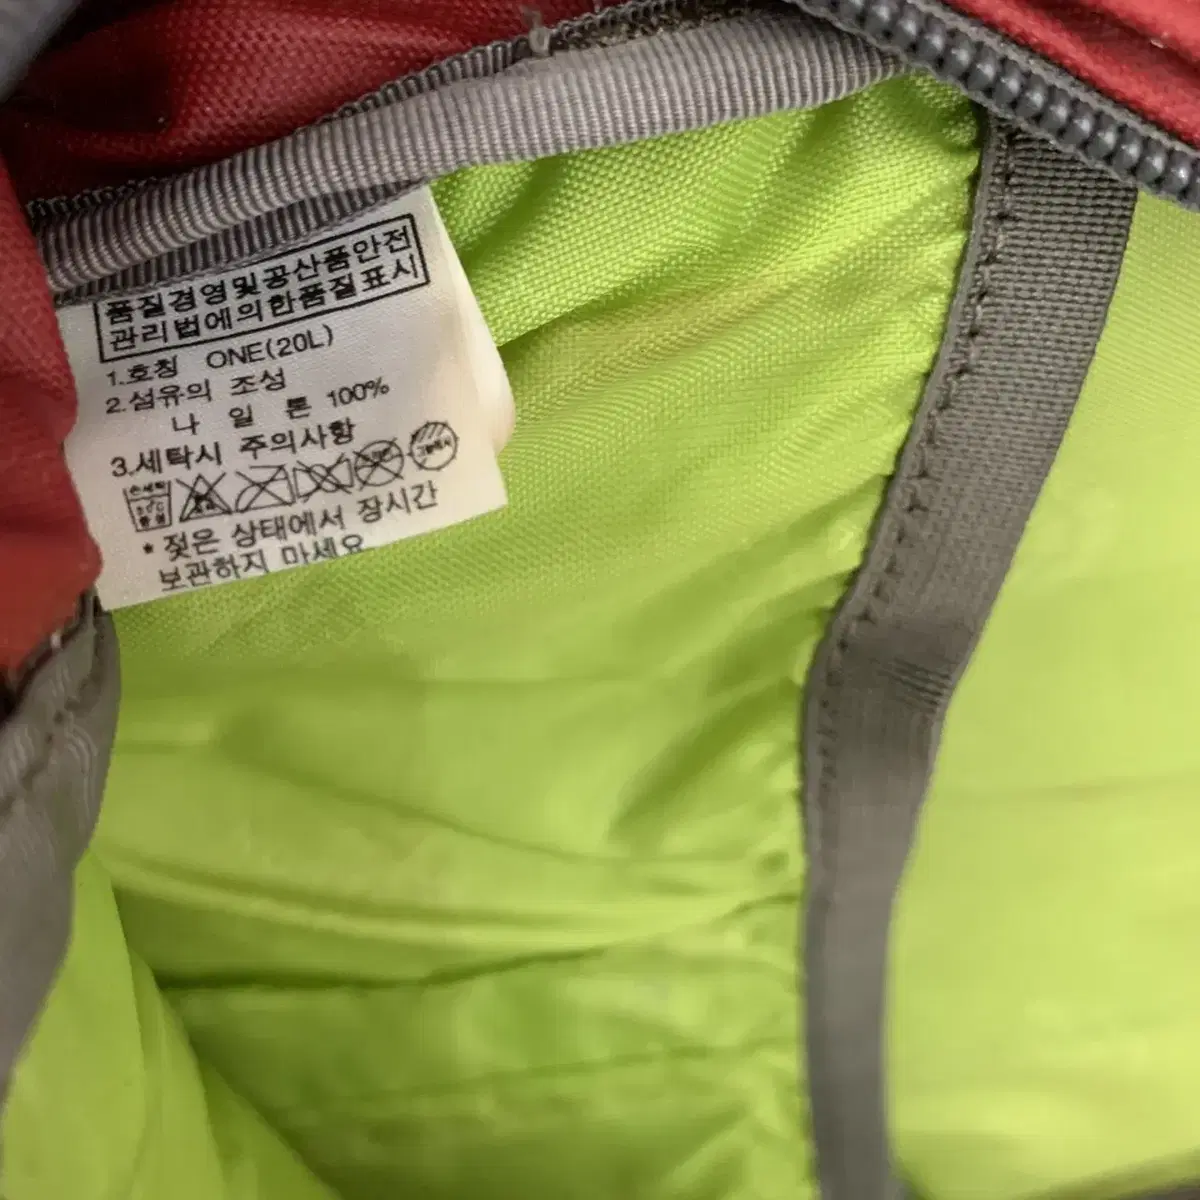 품질경영및공산품안전
관리법에의한품질표시
1.호칭 ONE(20L)
2.섬유의 조성
나 일 론 100%
3.세탁시 주의사항
손세탁
* 젖은 상태에서 장시간
보관하지 마세요